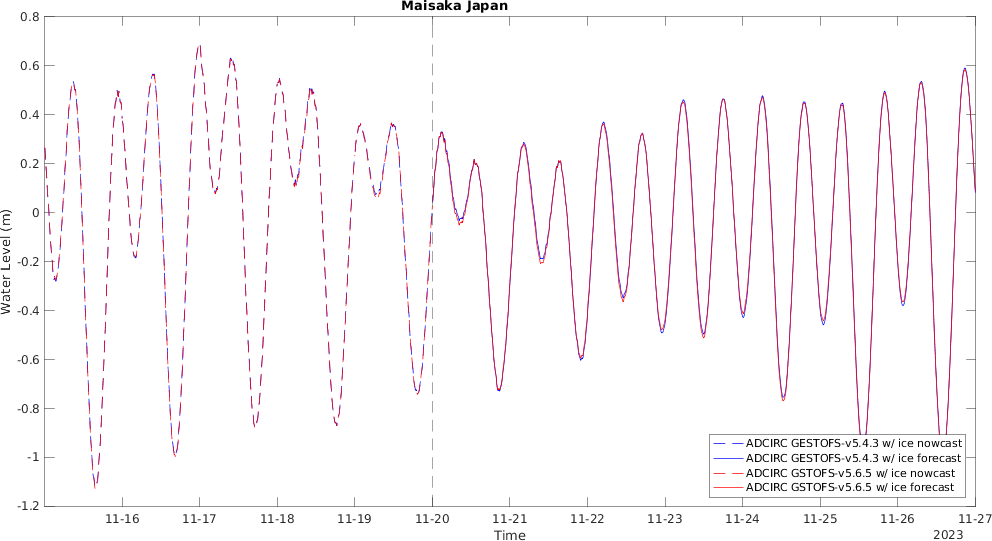 Maisaka Japan
0.8
0.6
0.4
0.2
0
-0.2
-0.4
-0.6
-0.8
-1
-1.2
Water Level (m)
ADCIRC GESTOFS-v5.4.3 w/ ice nowcast
ADCIRC GESTOFS-v5.4.3 w/ ice forecast
ADCIRC GSTOFS-v5.6.5 w/ ice nowcast
ADCIRC GSTOFS-v5.6.5 w/ ice forecast
11-16 11-17 11-18 11-19 11-20 11-21 11-22 11-23 11-24 11-25 11-26 11-27
Time
2023